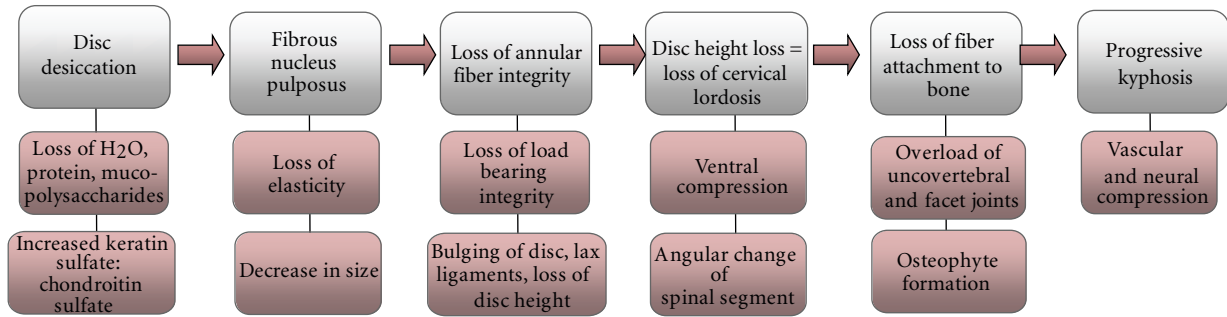 Disc
desiccation
Fibrous
nucleus
pulposus
Loss of annular
fiber integrity
Disc height loss =
loss of cervical
lordosis
Loss of fiber
attachment to
bone
Progressive
kyphosis
Loss of H2O,
protein, muco-
polysaccharides
Loss of
elasticity
Loss of load
bearing
integrity
Ventral
compression
Overload of
uncovertebral
and facet joints
Vascular
and neural
compression
Increased keratin
sulfate:
chondroitin
sulfate
Decrease in size
Bulging of disc, lax
ligaments, loss of
disc height
Angular change
of
spinal segment
Osteophyte
formation